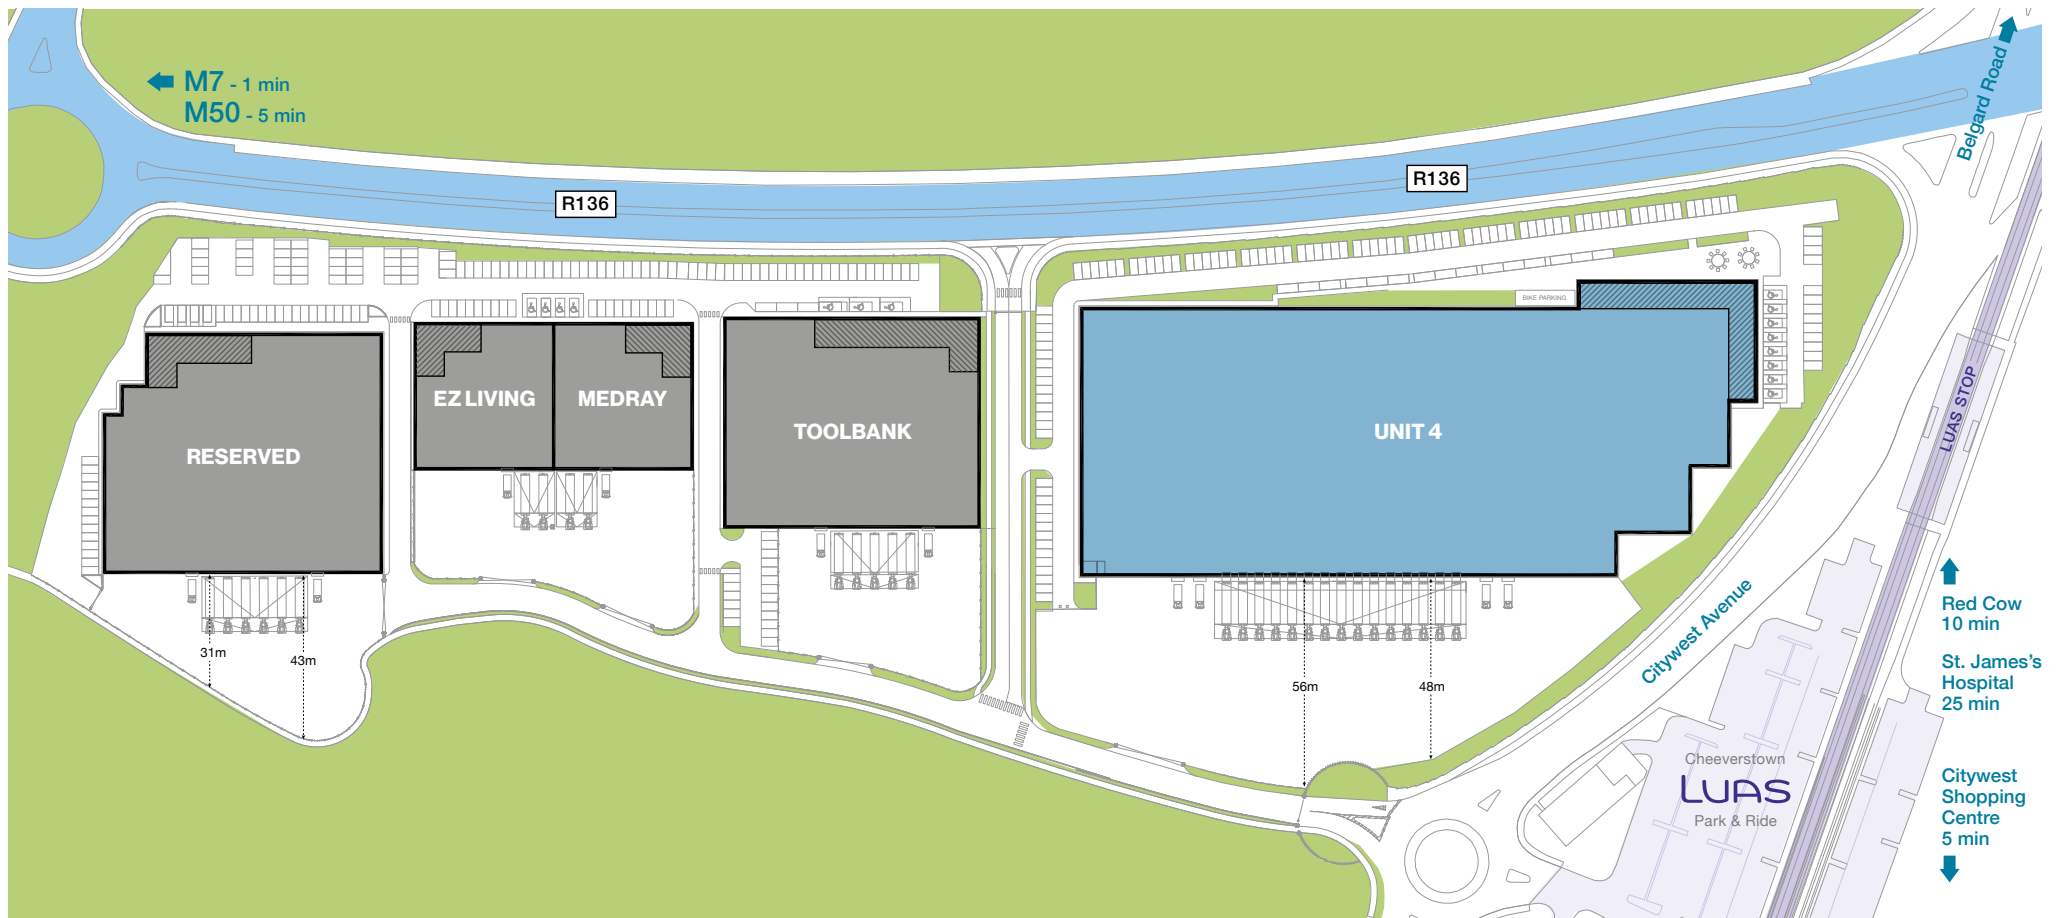 M7 - 1 min
M50 - 5 min
Belgard Road
R136
R136
BIKE PARKING
EZ LIVING
MEDRAY
TOOLBANK
UNIT 4
RESERVED
LUAS STOP
31m
43m
56m
48m
Citywest Avenue
Red Cow
10 min
St. James's
Hospital
25 min
Cheeverstown
LUAS
Park & Ride
Citywest
Shopping
Centre
5 min